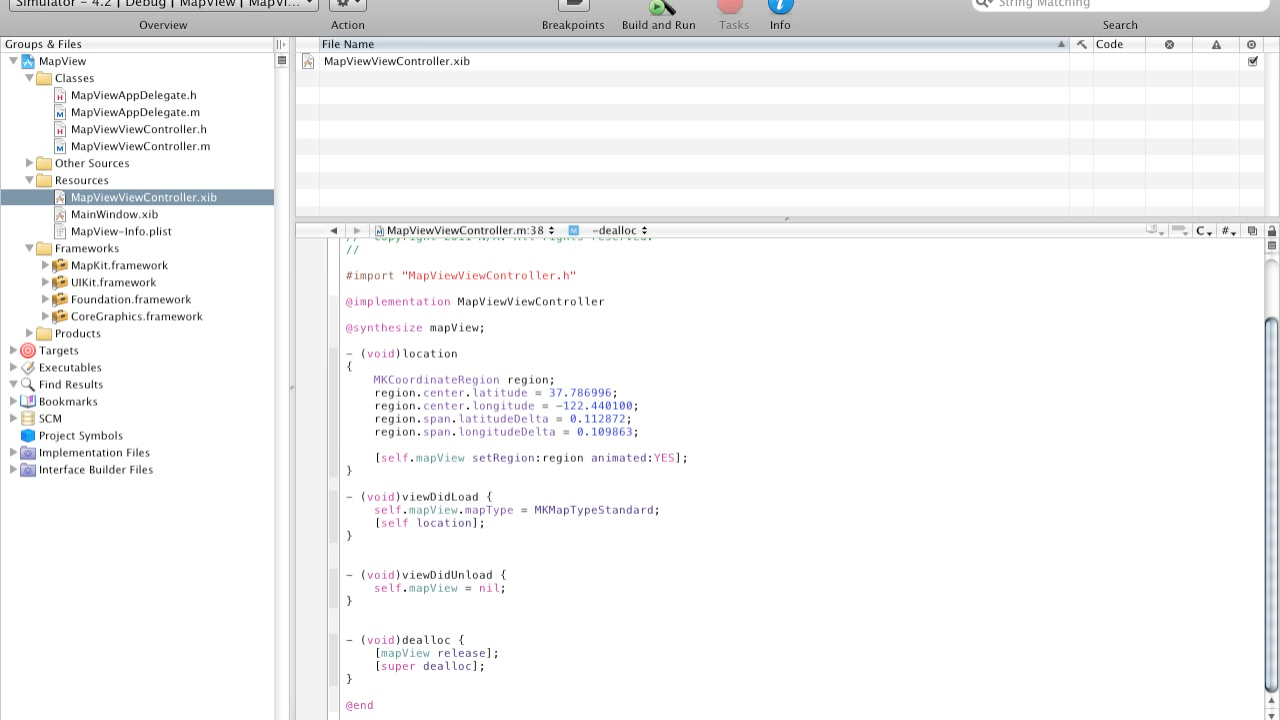 Simulator - 4.2 | Debug | MapView | MapVi...
String Matching
Overview
Action
Breakpoints
Build and Run
Tasks
Info
Search
Groups & Files
MapView
Classes
MapViewAppDelegate.h
MapViewAppDelegate.m
MapViewViewController.h
MapViewViewController.m
Other Sources
Resources
MapViewViewController.xib
MainWindow.xib
MapView-Info.plist
Frameworks
MapKit.framework
UIKit.framework
Foundation.framework
CoreGraphics.framework
Products
Targets
Executables
Find Results
Bookmarks
SCM
Project Symbols
Implementation Files
Interface Builder Files
File Name
Code
MapViewViewController.xib
MapViewViewController.m:38
-dealloc
C
#
//
#import "MapViewViewController.h"
@implementation MapViewViewController
@synthesize mapView;
- (void)location
{
MKCoordinateRegion region;
region.center.latitude = 37.786996;
region.center.longitude = -122.440100;
region.span.latitudeDelta = 0.112872;
region.span.longitudeDelta = 0.109863;
[self.mapView setRegion:region animated:YES];
}
- (void)viewDidLoad {
self.mapView.mapType = MKMapTypeStandard;
[self location];
}
- (void)viewDidUnload {
self.mapView = nil;
}
- (void)dealloc {
[mapView release];
[super dealloc];
}
@end